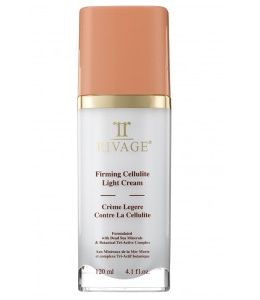 RIVAGE®
Firming Cellulite
Light Cream
Crème Legere
Contre La Cellulite
Formulated
with Dead Sea Minerals
& Botanical Tri-Active Complex
Aux Minéraux de la Mer Morte
et complexe Tri-Actif Botanique
120 ml 4.1 fl.oz.